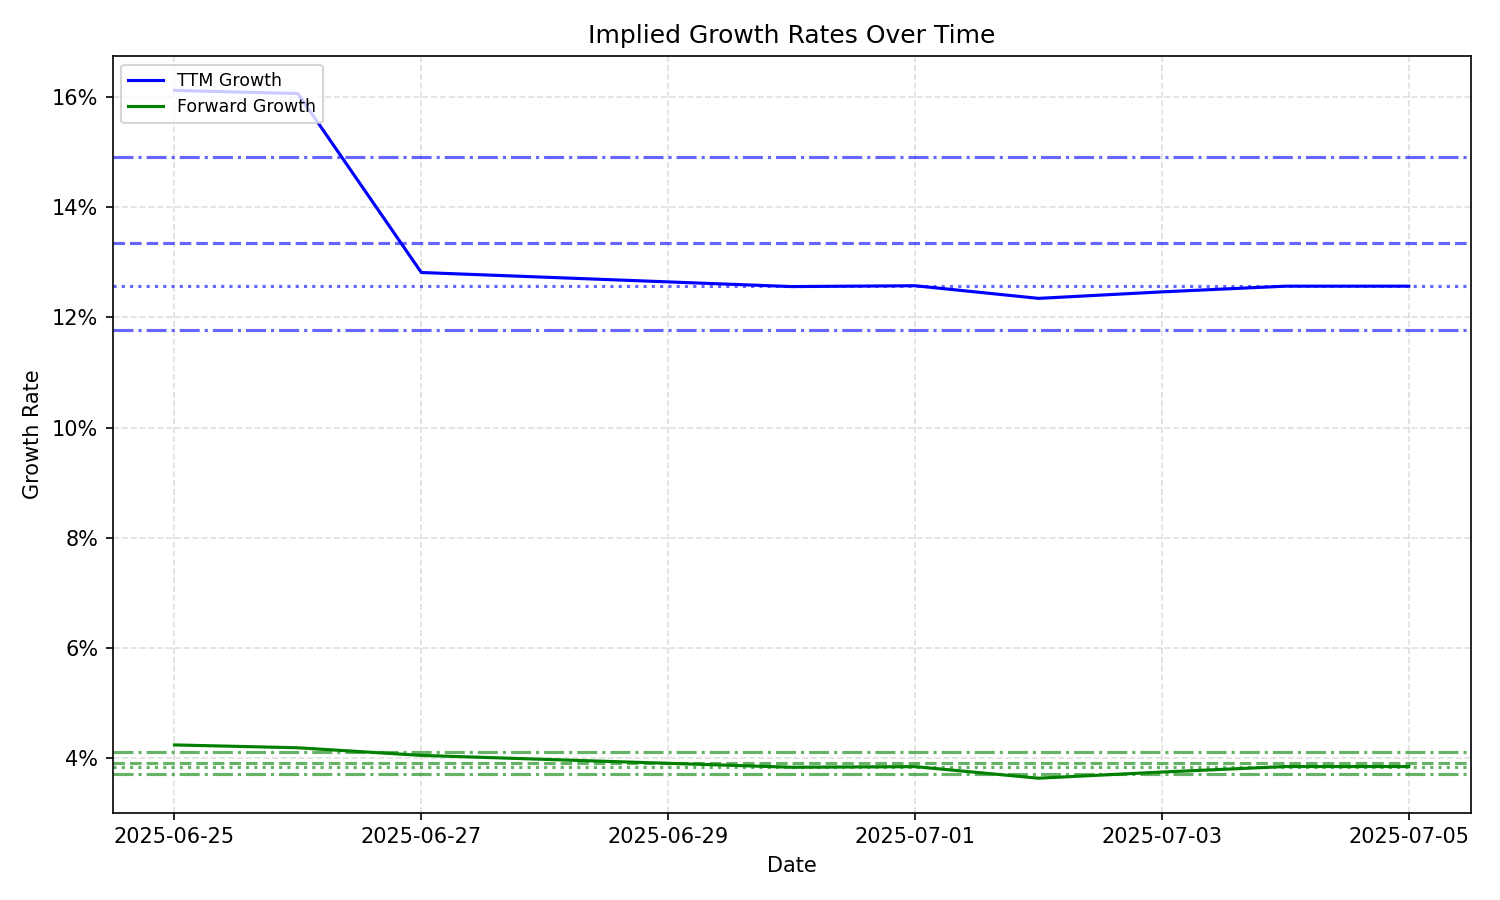 Implied Growth Rates Over Time
TTM Growth
Forward Growth
16%
14%
12%
10%
8%
6%
4%
Growth Rate
2025-06-25
2025-06-27
2025-06-29
2025-07-01
2025-07-03
2025-07-05
Date